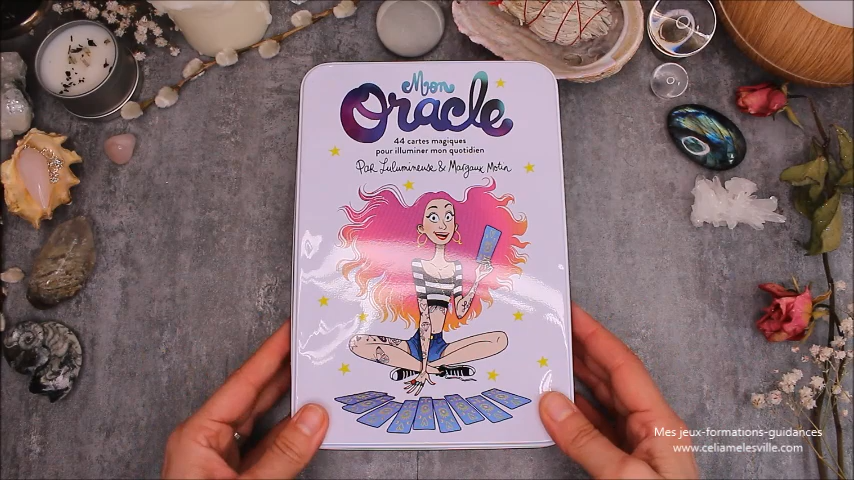 Mon
Oracle
44 cartes magiques
pour illuminer mon quotidien
Par Lulumineuse & Margaux Motin
Mes jeux-formations-guidances
www.celiamelesville.com